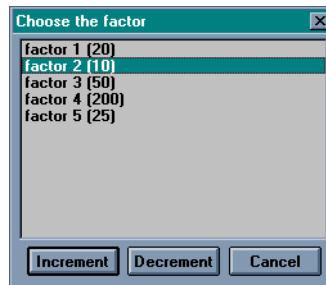 Choose the factor
factor 1 (20)
factor 2 (10)
factor 3 (50)
factor 4 (200)
factor 5 (25)
Increment Decrement Cancel